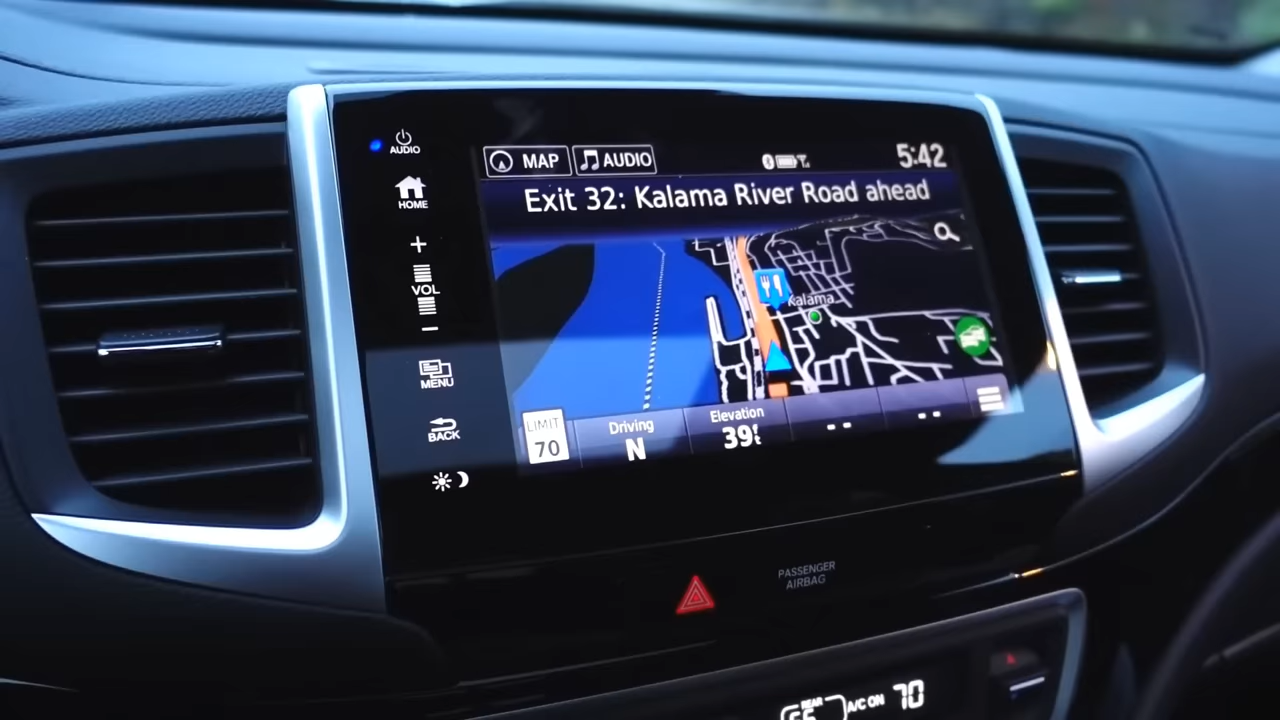 AUDIO
HOME
+
VOL
−
MENU
BACK
MAP
AUDIO
5:42
Exit 32: Kalama River Road ahead
Kalama
LIMIT
70
Driving
N
Elevation
39ft
- -
- -
PASSENGER
AIRBAG
REAR
A/C ON
70